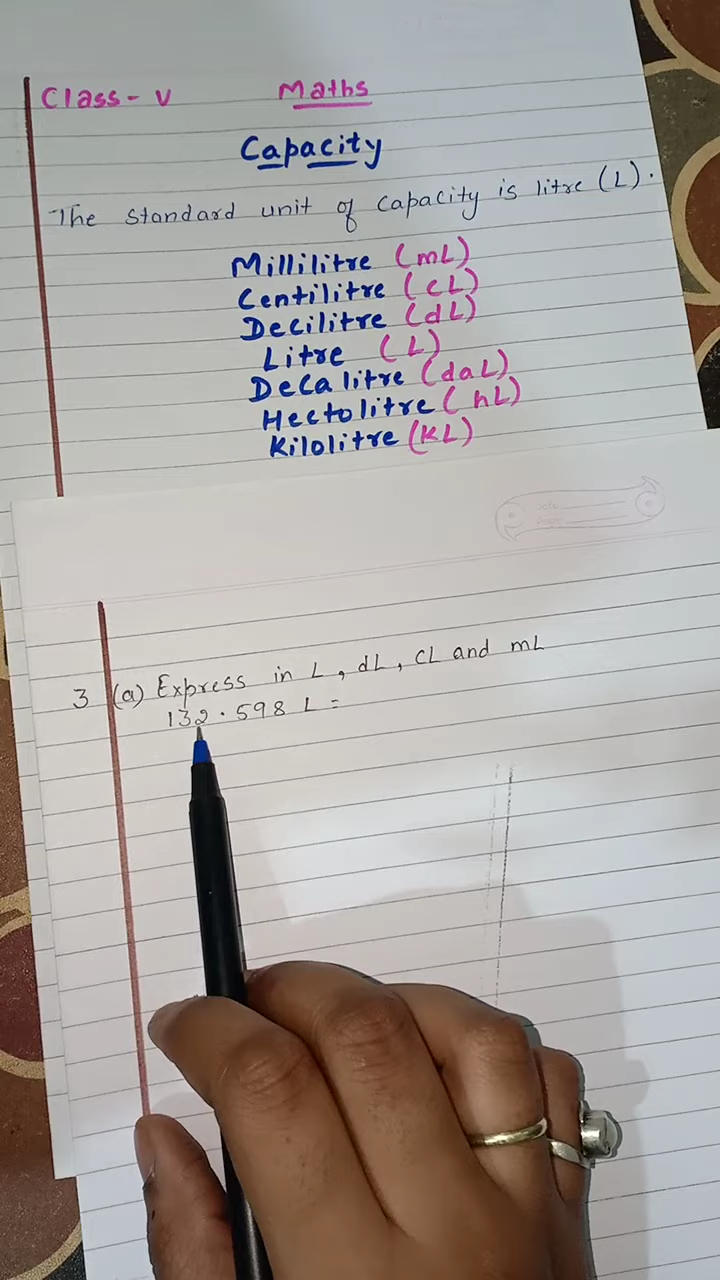 Class- V Maths
Capacity
The standard unit of capacity is litre (L).
Millilitre (mL)
Centilitre (cL)
Decilitre (dL)
Litre (L)
Decalitre (daL)
Hectolitre (hL)
Kilolitre (KL)
3 (a) Express in L, dL, CL and mL
132.598 L =